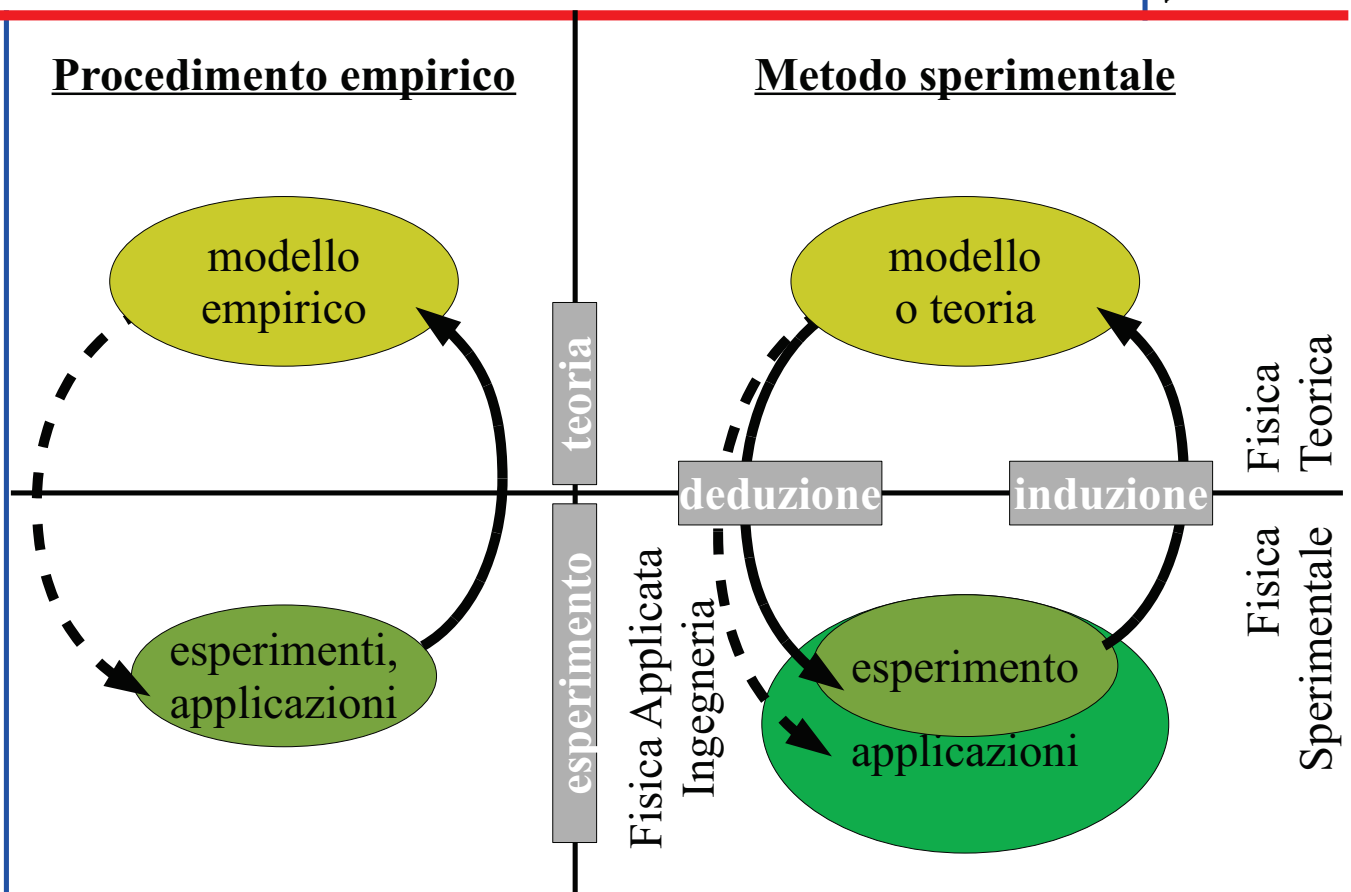 Procedimento empirico
Metodo sperimentale
modello
empirico
modello
o teoria
teoria
Fisica
Teorica
deduzione
induzione
esperimenti,
applicazioni
esperimento
Fisica Applicata
Ingegneria
esperimento
applicazioni
Fisica
Sperimentale